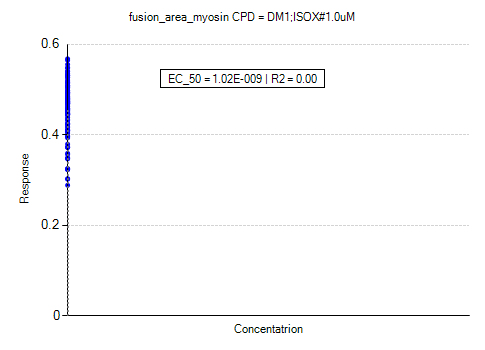 fusion_area_myosin CPD = DM1;ISOX#1.0uM
EC_50 = 1.02E-009 | R2 = 0.00
0.6
0.4
0.2
0
Response
Concentatrion